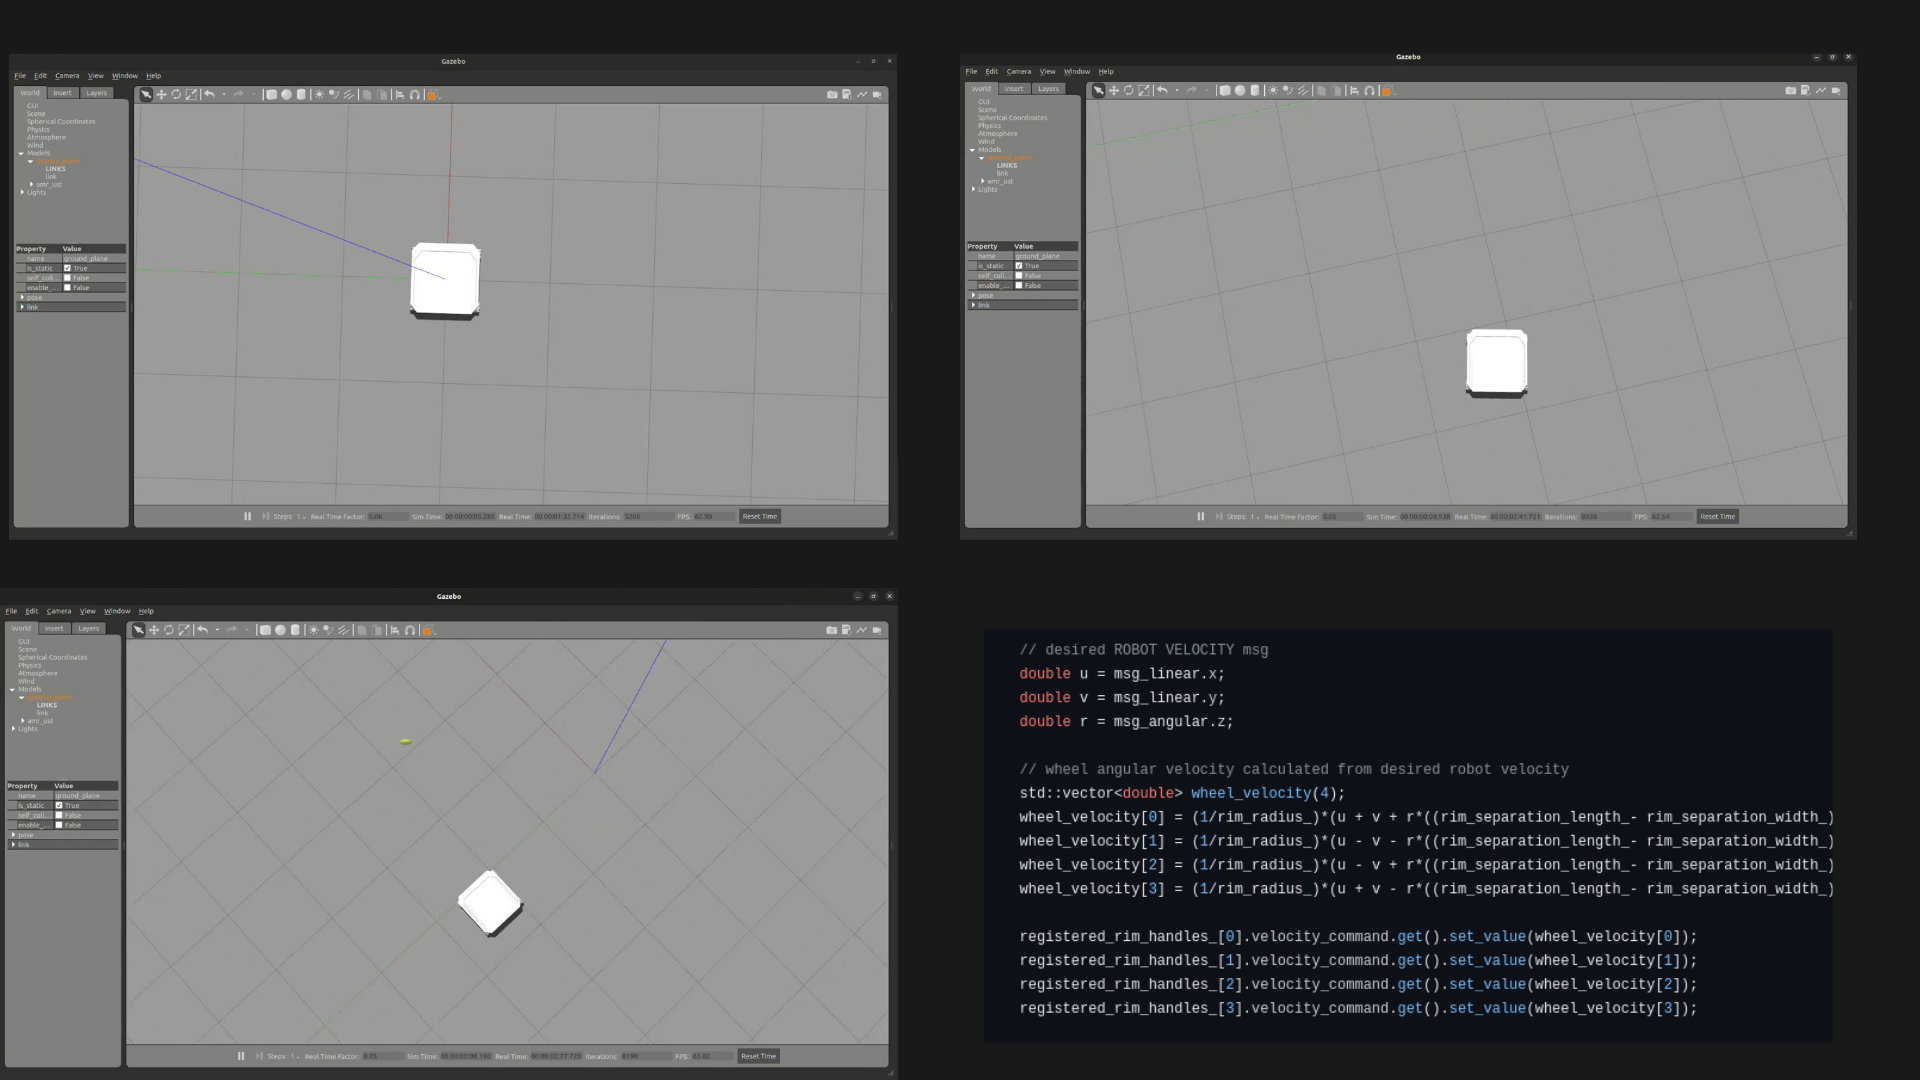 Gazebo
File Edit Camera View Window Help
World Insert Layers
GUI
Scene
Spherical Coordinates
Physics
Atmosphere
Wind
Models
ground_plane
LINKS
link
amr_ust
Lights
Property Value
name ground_plane
is_static True
self_coll... False
enable_... False
pose
link
Steps: 1 Real Time Factor: 0.06 Sim Time: 00 00:00:05.288 Real Time: 00 00:01:32.716 Iterations: 5288 FPS: 62.90 Reset Time
Gazebo
File Edit Camera View Window Help
World Insert Layers
GUI
Scene
Spherical Coordinates
Physics
Atmosphere
Wind
Models
LINKS
link
amr_ust
Lights
Property Value
name ground_plane
is_static True
self_coll... False
enable_... False
pose
link
Steps: 1 Real Time Factor: 0.05 Sim Time: 00 00:00:08.938 Real Time: 00 00:02:41.721 Iterations: 8938 FPS: 62.54 Reset Time
Gazebo
File Edit Camera View Window Help
World Insert Layers
GUI
Scene
Spherical Coordinates
Physics
Atmosphere
Wind
Models
LINKS
link
amr_ust
Lights
Property Value
name ground_plane
is_static True
self_coll... False
enable_... False
pose
link
Steps: 1 Real Time Factor: 0.05 Sim Time: 00 00:00:08.190 Real Time: 00 00:02:27.720 Iterations: 8190 FPS: 63.02 Reset Time
// desired ROBOT VELOCITY msg
double u = msg_linear.x;
double v = msg_linear.y;
double r = msg_angular.z;
// wheel angular velocity calculated from desired robot velocity
std::vector<double> wheel_velocity(4);
wheel_velocity[0] = (1/rim_radius_)*(u + v + r*((rim_separation_length_- rim_separation_width_)
wheel_velocity[1] = (1/rim_radius_)*(u - v - r*((rim_separation_length_- rim_separation_width_)
wheel_velocity[2] = (1/rim_radius_)*(u - v + r*((rim_separation_length_- rim_separation_width_)
wheel_velocity[3] = (1/rim_radius_)*(u + v - r*((rim_separation_length_- rim_separation_width_)
registered_rim_handles_[0].velocity_command.get().set_value(wheel_velocity[0]);
registered_rim_handles_[1].velocity_command.get().set_value(wheel_velocity[1]);
registered_rim_handles_[2].velocity_command.get().set_value(wheel_velocity[2]);
registered_rim_handles_[3].velocity_command.get().set_value(wheel_velocity[3]);